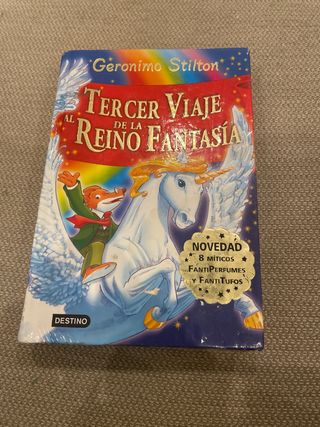 Geronimo Stilton
TERCER VIAJE
AL REINO DE LA FANTASÍA
NOVEDAD
8 MÍTICOS
FANTIPERFUMES
Y FANTITUFOS
DESTINO